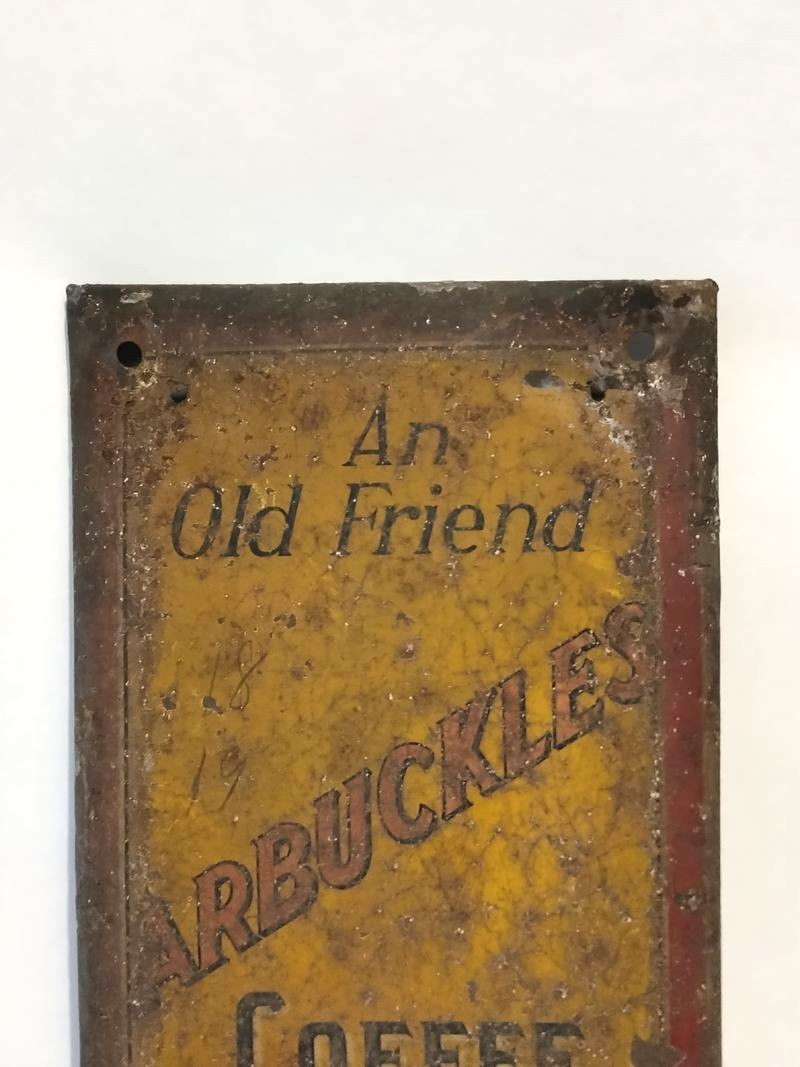 An
Old Friend
18
19
ARBUCKLES
COFFEE